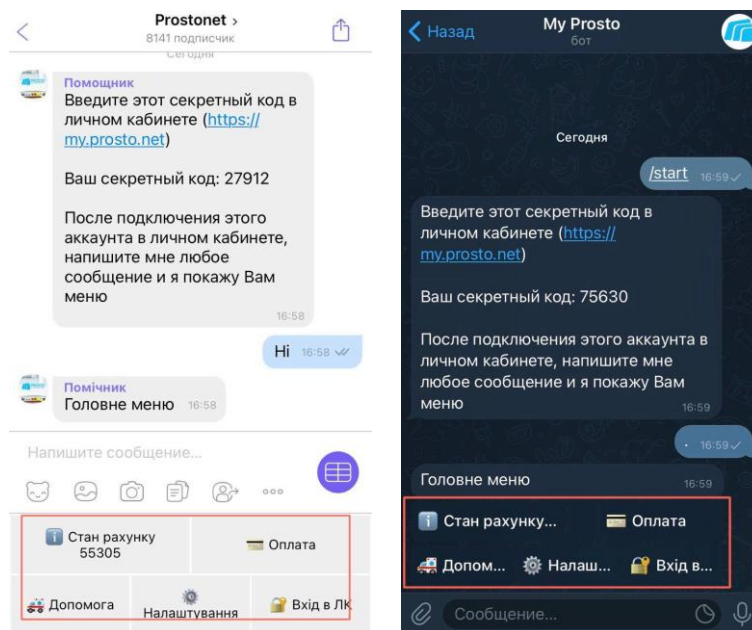 Prostonet >
8141 подписчик
Сегодня
Помощник
Введите этот секретный код в
личном кабинете (https://
my.prosto.net)
Ваш секретный код: 27912
После подключения этого
аккаунта в личном кабинете,
напишите мне любое
сообщение и я покажу Вам
меню
16:58
Hi 16:58
Помічник
Головне меню 16:58
Напишите сообщение...
Стан рахунку
55305
Оплата
Допомога
Налаштування
Вхід в ЛК
Назад
My Prosto
бот
Сегодня
/start 16:59
Введите этот секретный код в
личном кабинете (https://
my.prosto.net)
Ваш секретный код: 75630
После подключения этого аккаунта в
личном кабинете, напишите мне
любое сообщение и я покажу Вам
меню 16:59
. 16:59
Головне меню 16:59
Стан рахунку...
Оплата
Допом...
Налаш...
Вхід в...
Сообщение...